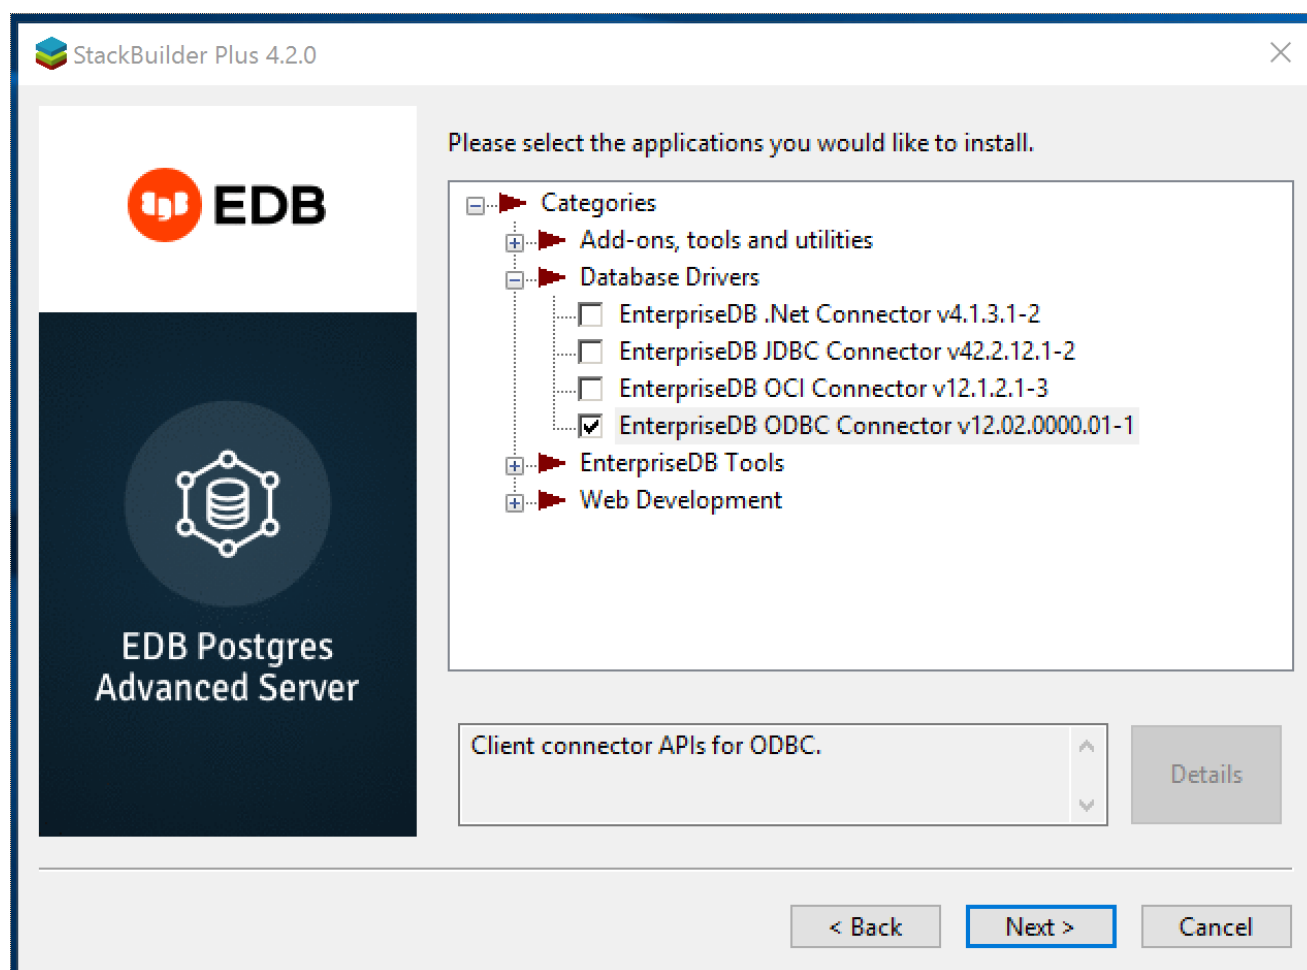 StackBuilder Plus 4.2.0
EDB
EDB Postgres
Advanced Server
Please select the applications you would like to install.
Categories
Add-ons, tools and utilities
Database Drivers
EnterpriseDB .Net Connector v4.1.3.1-2
EnterpriseDB JDBC Connector v42.2.12.1-2
EnterpriseDB OCI Connector v12.1.2.1-3
EnterpriseDB ODBC Connector v12.02.0000.01-1
EnterpriseDB Tools
Web Development
Client connector APIs for ODBC.
Details
< Back
Next >
Cancel